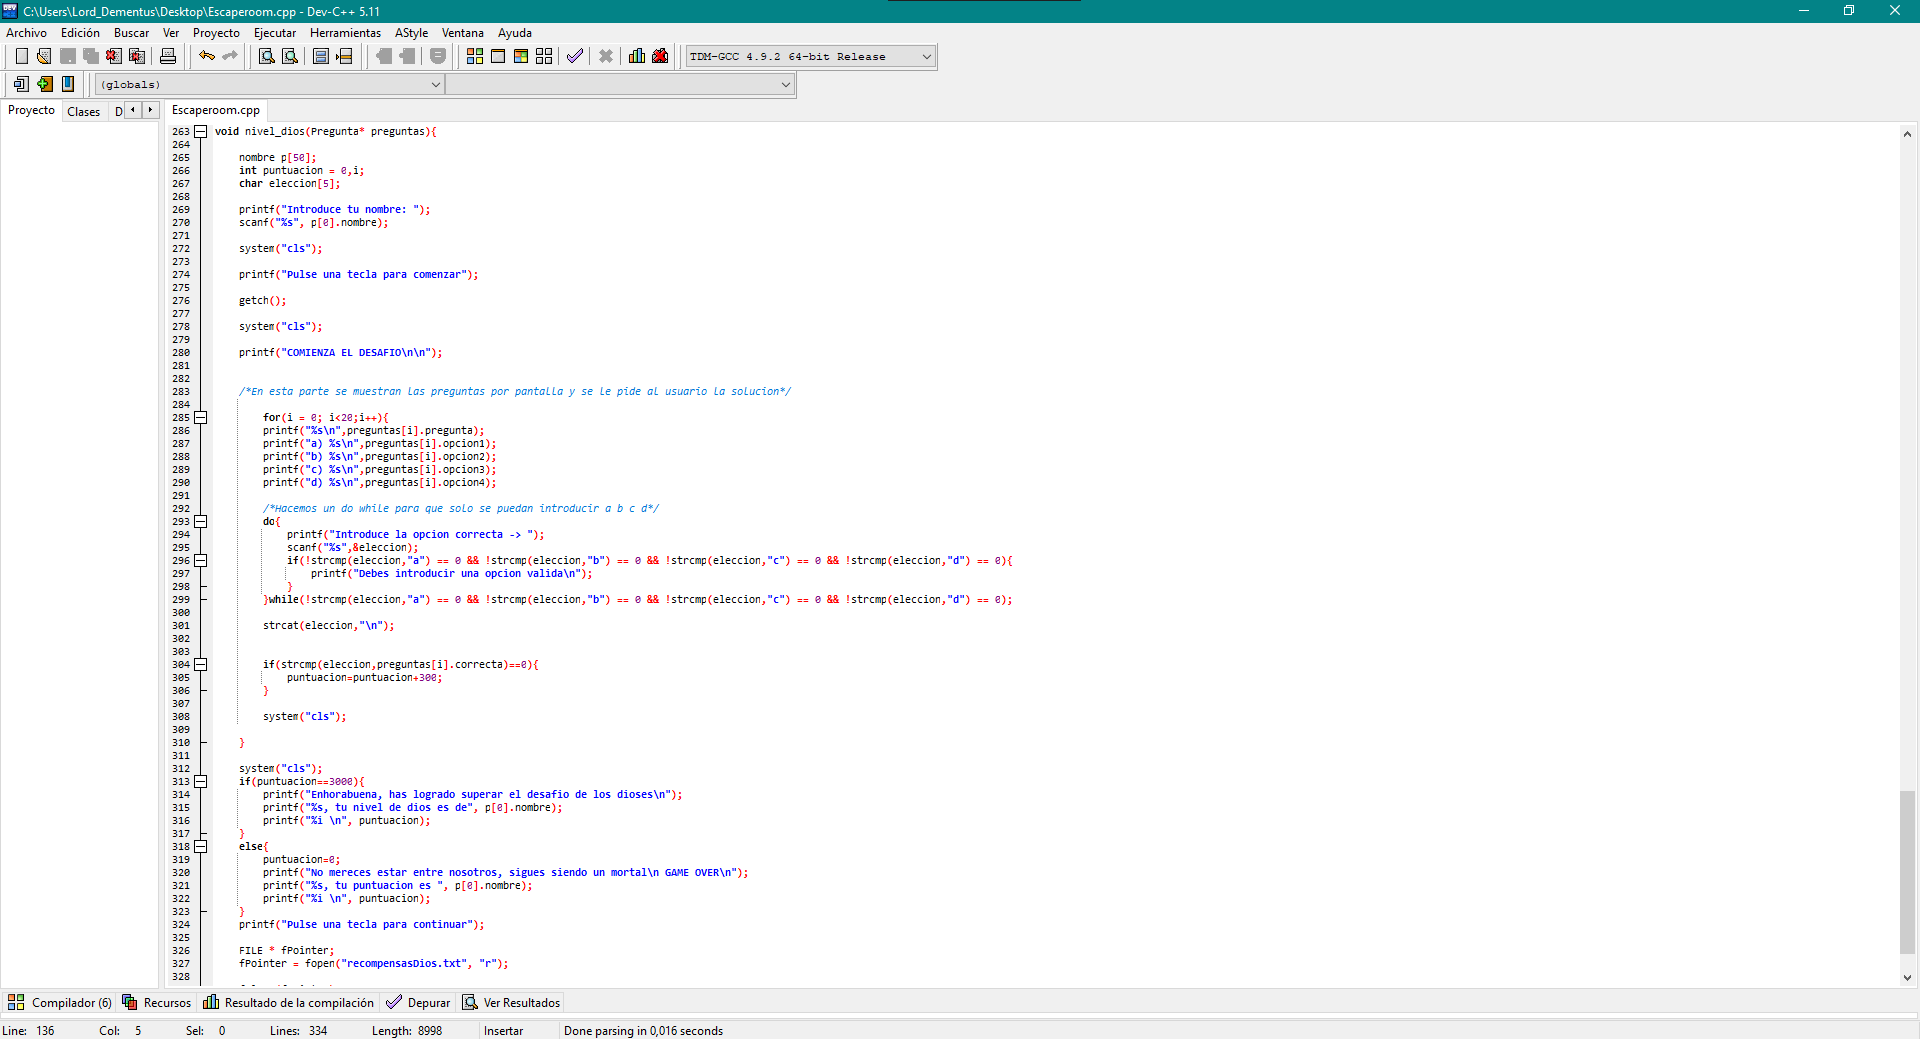 C:\Users\Lord_Dementus\Desktop\Escaperoom.cpp - Dev-C++ 5.11
Archivo Edición Buscar Ver Proyecto Ejecutar Herramientas AStyle Ventana Ayuda
TDM-GCC 4.9.2 64-bit Release
(globals)
Proyecto Clases D
Escaperoom.cpp
263 void nivel_dios(Pregunta* preguntas){
264
265 nombre p[50];
266 int puntuacion = 0,i;
267 char eleccion[5];
268
269 printf("Introduce tu nombre: ");
270 scanf("%s", p[0].nombre);
271
272 system("cls");
273
274 printf("Pulse una tecla para comenzar");
275
276 getch();
277
278 system("cls");
279
280 printf("COMIENZA EL DESAFIO\n\n");
281
282
283 /*En esta parte se muestran las preguntas por pantalla y se le pide al usuario la solucion*/
284
285 for(i = 0; i<20;i++){
286 printf("%s\n",preguntas[i].pregunta);
287 printf("a) %s\n",preguntas[i].opcion1);
288 printf("b) %s\n",preguntas[i].opcion2);
289 printf("c) %s\n",preguntas[i].opcion3);
290 printf("d) %s\n",preguntas[i].opcion4);
291
292 /*Hacemos un do while para que solo se puedan introducir a b c d*/
293 do{
294 printf("Introduce la opcion correcta -> ");
295 scanf("%s",&eleccion);
296 if(!strcmp(eleccion,"a") == 0 && !strcmp(eleccion,"b") == 0 && !strcmp(eleccion,"c") == 0 && !strcmp(eleccion,"d") == 0){
297 printf("Debes introducir una opcion valida\n");
298 }
299 }while(!strcmp(eleccion,"a") == 0 && !strcmp(eleccion,"b") == 0 && !strcmp(eleccion,"c") == 0 && !strcmp(eleccion,"d") == 0);
300
301 strcat(eleccion,"\n");
302
303
304 if(strcmp(eleccion,preguntas[i].correcta)==0){
305 puntuacion=puntuacion+300;
306 }
307
308 system("cls");
309
310 }
311
312 system("cls");
313 if(puntuacion==3000){
314 printf("Enhorabuena, has logrado superar el desafio de los dioses\n");
315 printf("%s, tu nivel de dios es de", p[0].nombre);
316 printf("%i \n", puntuacion);
317 }
318 else{
319 puntuacion=0;
320 printf("No mereces estar entre nosotros, sigues siendo un mortal\n GAME OVER\n");
321 printf("%s, tu puntuacion es ", p[0].nombre);
322 printf("%i \n", puntuacion);
323 }
324 printf("Pulse una tecla para continuar");
325
326 FILE * fPointer;
327 fPointer = fopen("recompensasDios.txt", "r");
328
Compilador (6) Recursos Resultado de la compilación Depurar Ver Resultados
Line: 136 Col: 5 Sel: 0 Lines: 334 Length: 8998 Insertar Done parsing in 0,016 seconds